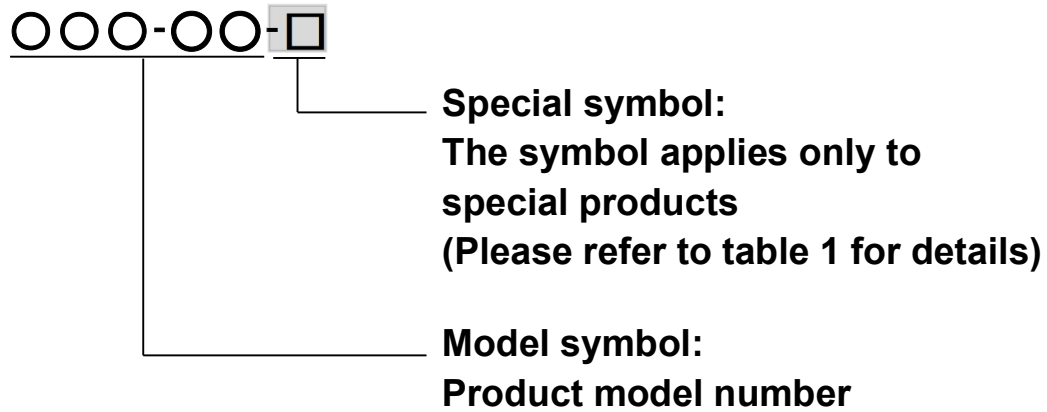 ○○○-○○-□
Special symbol:
The symbol applies only to
special products
(Please refer to table 1 for details)
Model symbol:
Product model number